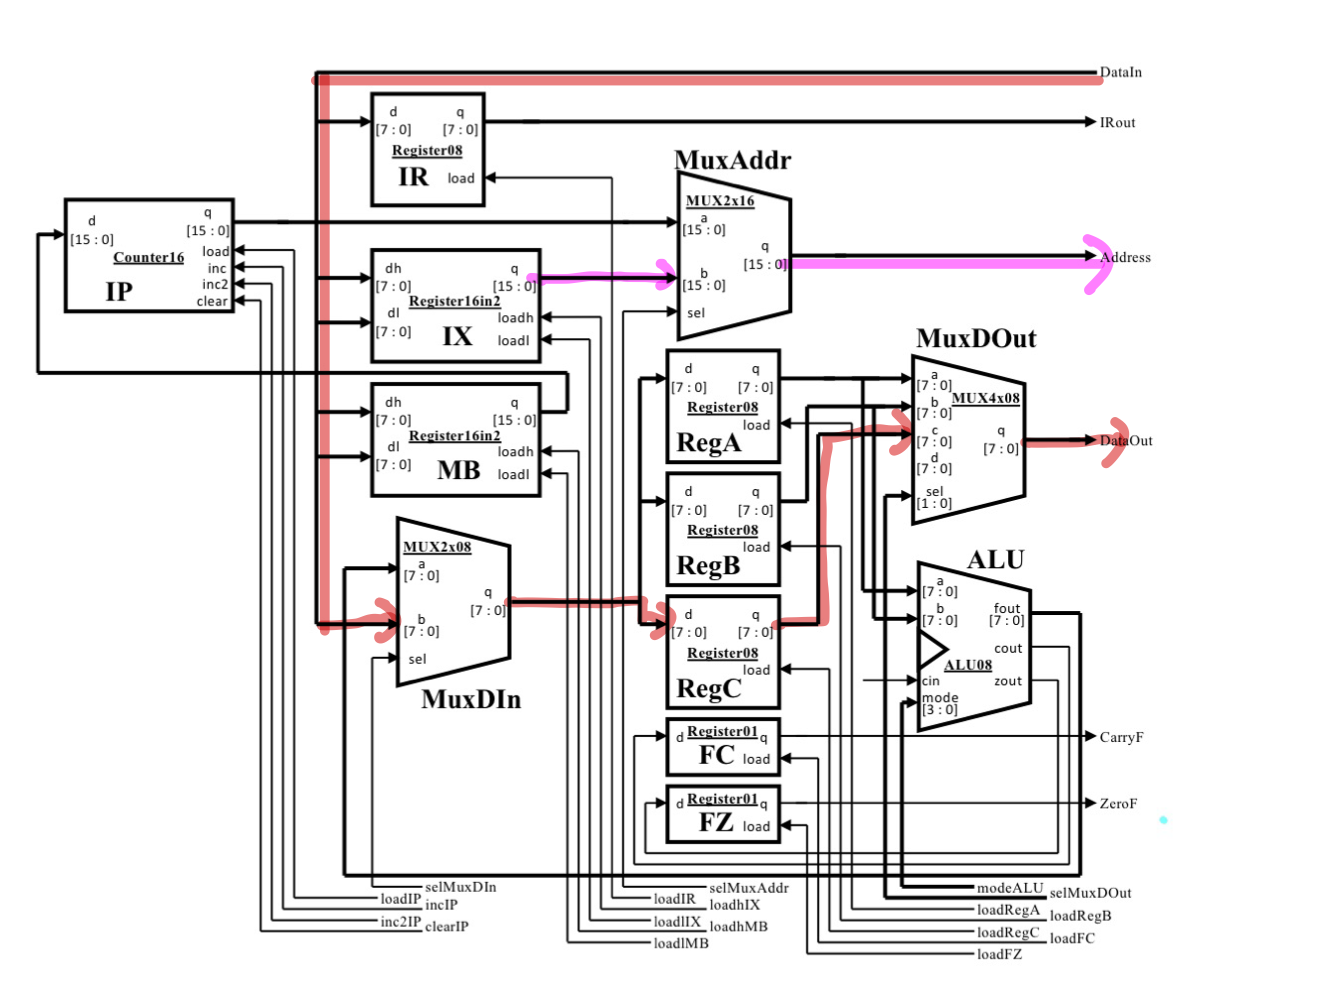 DataIn
d q
[7 : 0] [7 : 0]
Register08
IR load
IRout
MuxAddr
MUX2x16
a
[15 : 0]
q
[15 : 0]
b
[15 : 0]
sel
Address
d q
[15 : 0] [15 : 0]
load
Counter16
inc
IP inc2
clear
dh q
[7 : 0] [15 : 0]
Register16in2
dl loadh
[7 : 0] IX loadl
dh q
[7 : 0] [15 : 0]
Register16in2
dl loadh
[7 : 0] MB loadl
MuxDOut
a
[7 : 0]
MUX4x08
b
[7 : 0]
c q
[7 : 0] [7 : 0]
d
[7 : 0]
sel
[1 : 0]
DataOut
d q
[7 : 0] [7 : 0]
Register08
load
RegA
d q
[7 : 0] [7 : 0]
Register08
load
RegB
d q
[7 : 0] [7 : 0]
Register08
load
RegC
MUX2x08
a
[7 : 0]
q
[7 : 0]
b
[7 : 0]
sel
MuxDIn
ALU
a
[7 : 0]
b fout
[7 : 0] [7 : 0]
cout
ALU08
cin zout
mode
[3 : 0]
d Register01 q
FC load
CarryF
d Register01 q
FZ load
ZeroF
selMuxDIn
loadIP
incIP
inc2IP
clearIP
selMuxAddr
loadIR
loadhIX
loadlIX
loadhMB
loadlMB
modeALU
selMuxDOut
loadRegA
loadRegB
loadRegC
loadFC
loadFZ